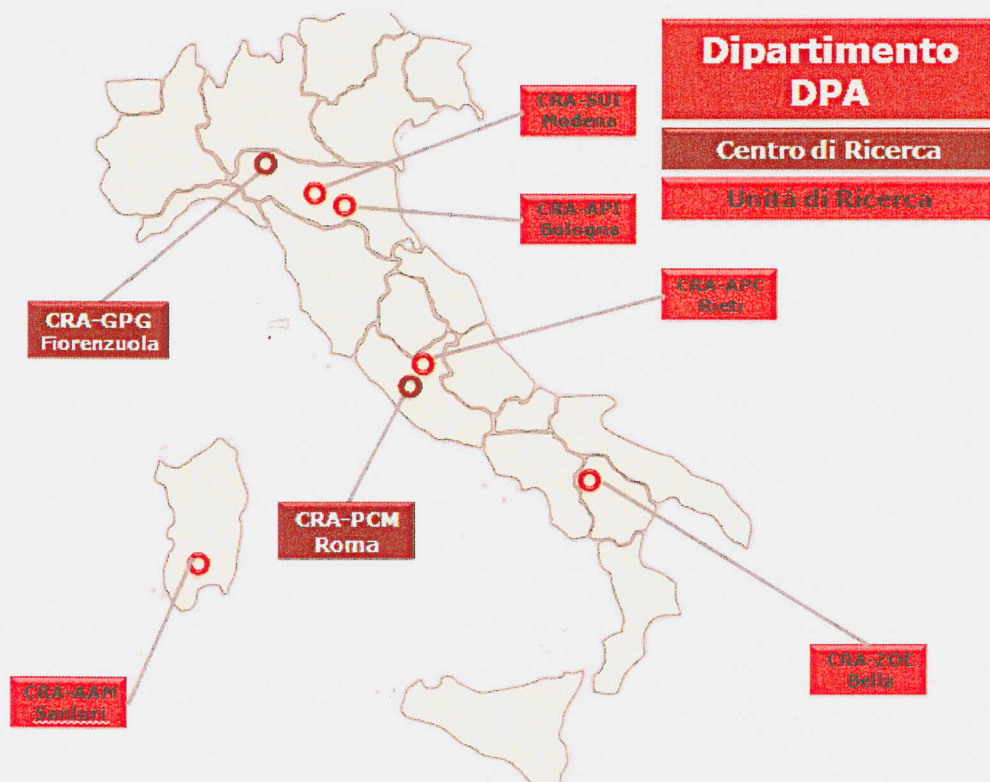 Dipartimento
DPA
Centro di Ricerca
Unità di Ricerca
CRA-SUI
Modena
CRA-API
Bologna
CRA-APC
Rieti
CRA-GPG
Fiorenzuola
CRA-PCM
Roma
CRA-ZOE
Bella
CRA-AAM
Sanluri